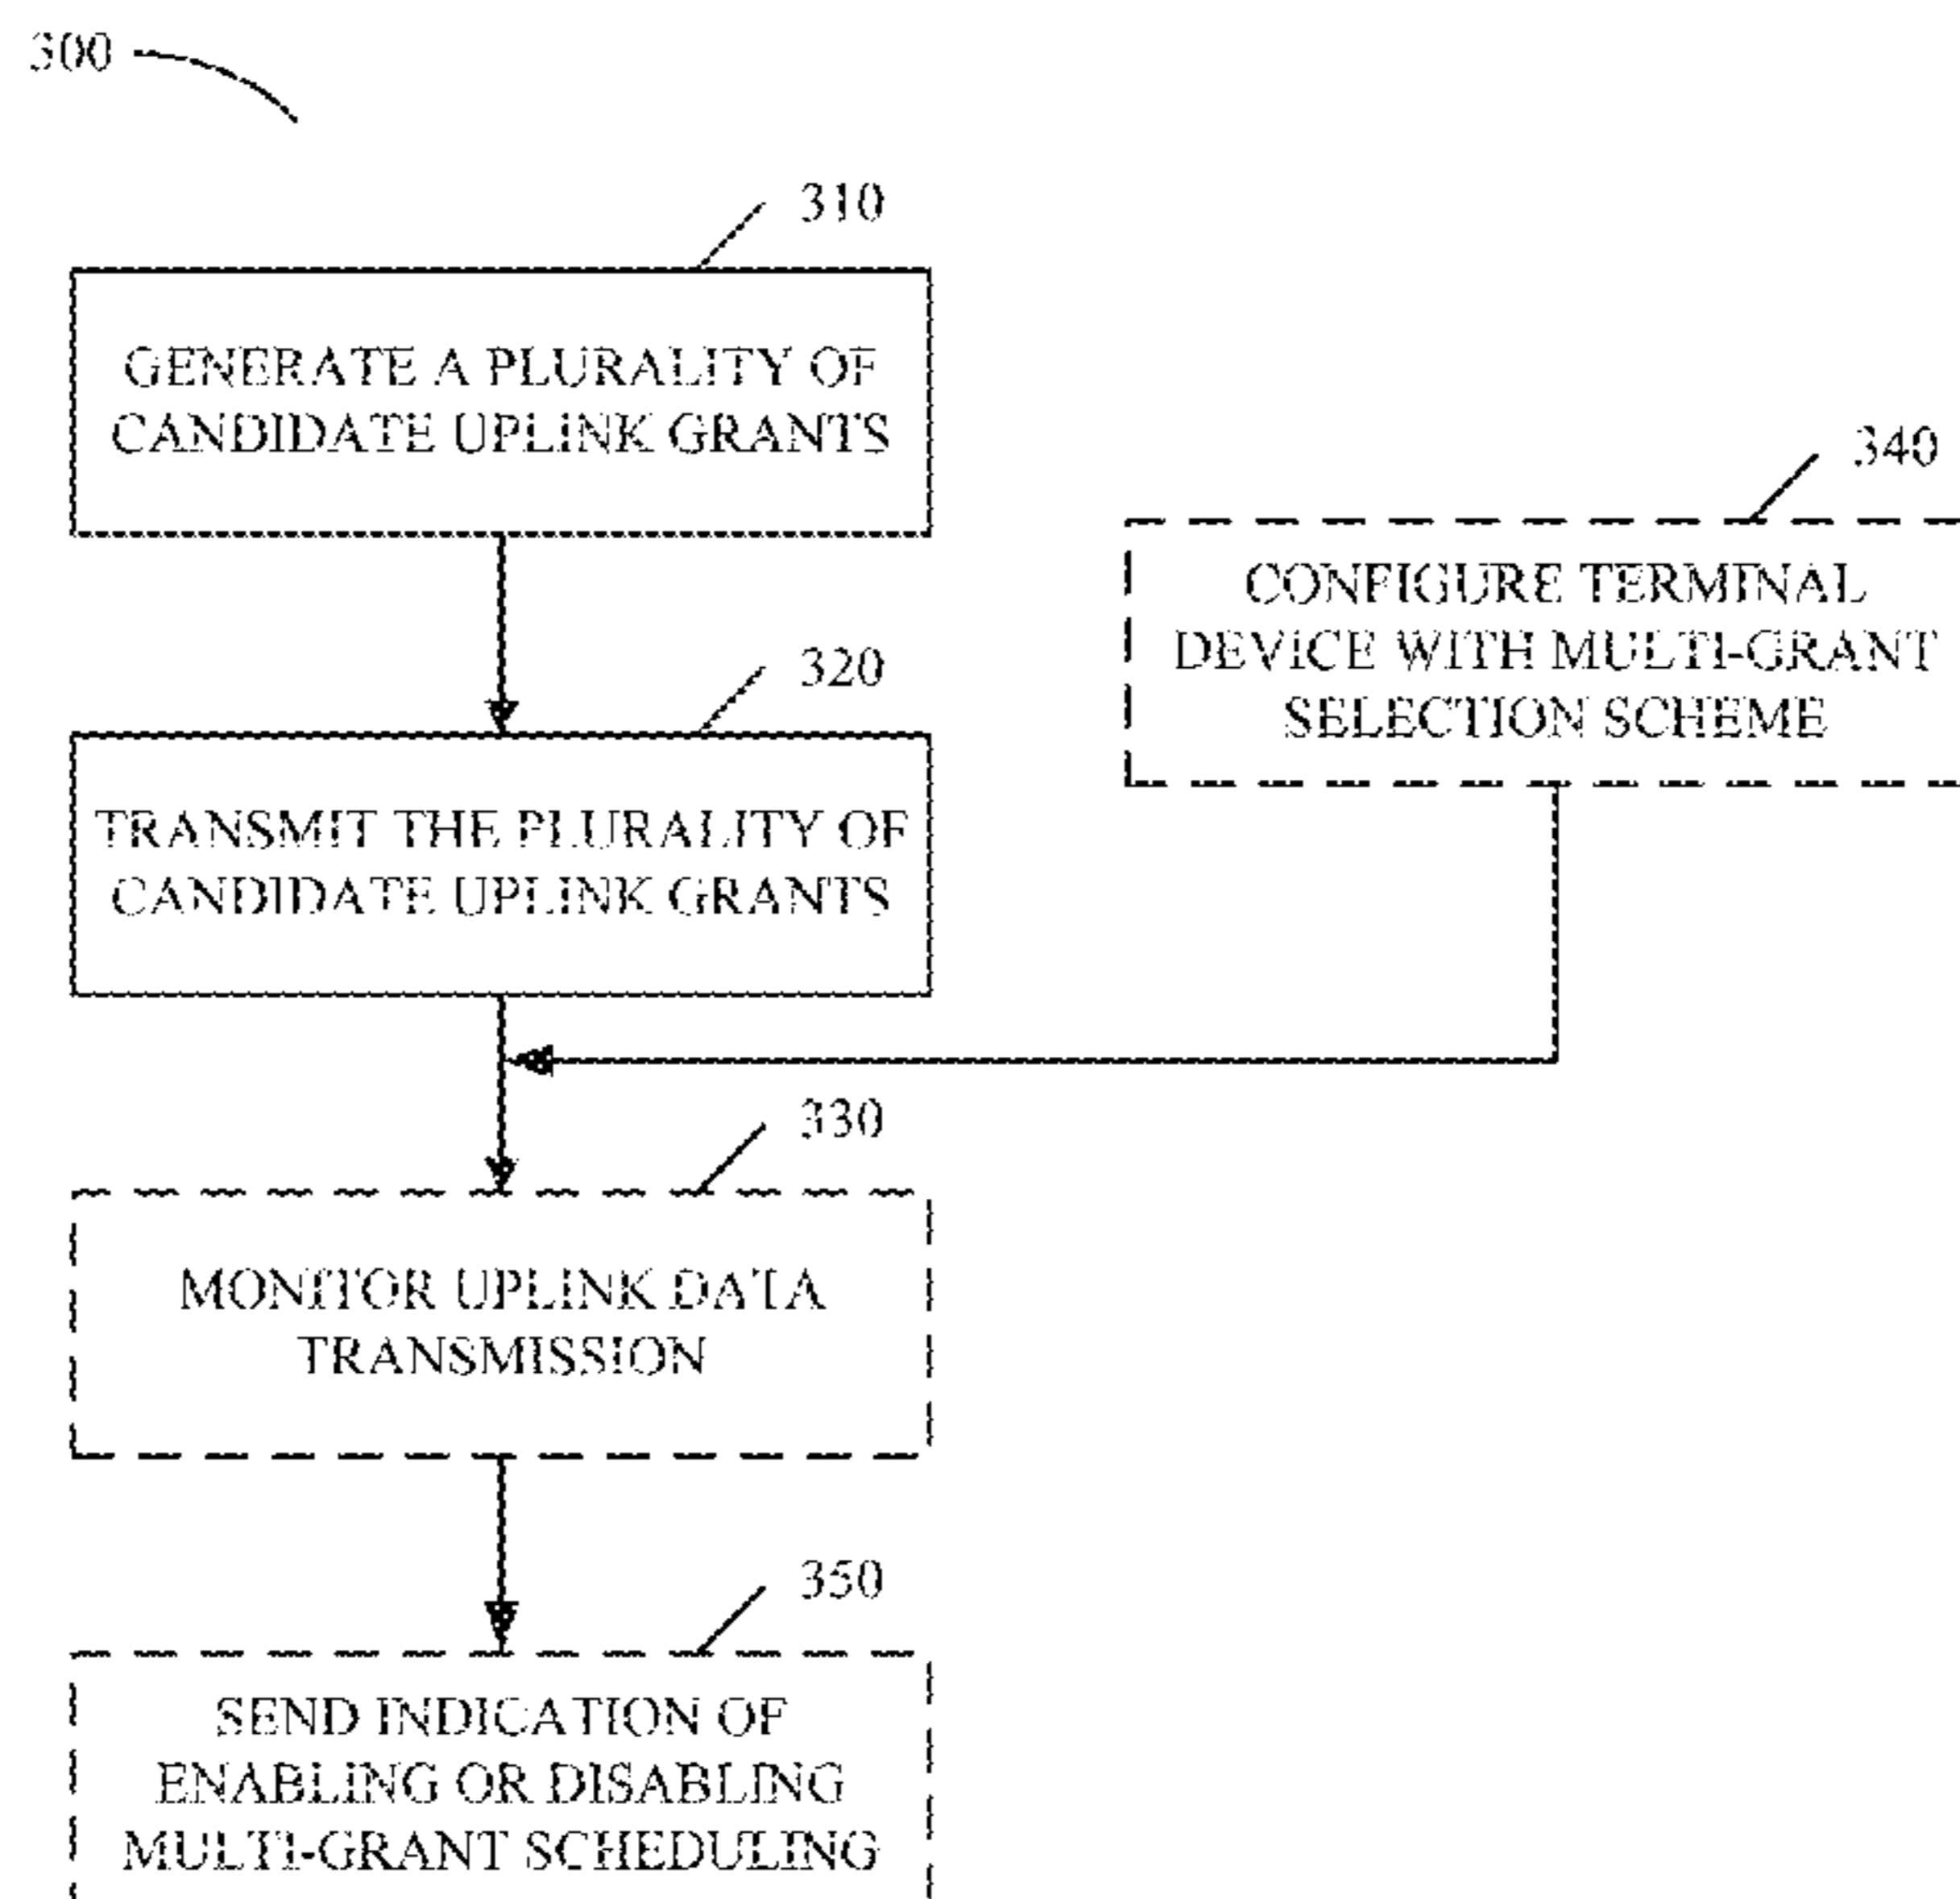 300
310
GENERATE A PLURALITY OF
CANDIDATE UPLINK GRANTS
320
TRANSMIT THE PLURALITY OF
CANDIDATE UPLINK GRANTS
340
CONFIGURE TERMINAL
DEVICE WITH MULTI-GRANT
SELECTION SCHEME
330
MONITOR UPLINK DATA
TRANSMISSION
350
SEND INDICATION OF
ENABLING OR DISABLING
MULTI-GRANT SCHEDULING